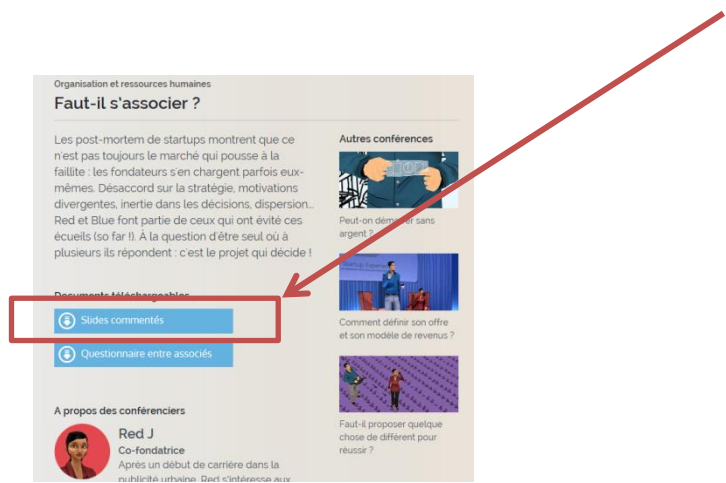 Organisation et ressources humaines
Faut-il s'associer ?
Les post-mortem de startups montrent que ce
n'est pas toujours le marché qui pousse à la
faillite : les fondateurs s'en chargent parfois eux-
mêmes. Désaccord sur la stratégie, motivations
divergentes, inertie dans les décisions, dispersion...
Red et Blue font partie de ceux qui ont évité ces
écueils (so far !). À la question d'être seul où à
plusieurs ils répondent : c'est le projet qui décide !
Documents téléchargeables
Slides commentés
Questionnaire entre associés
A propos des conférenciers
Red J
Co-fondatrice
Après un début de carrière dans la
publicité urbaine, Red s'intéresse aux
Autres conférences
Peut-on démarrer sans
argent ?
Comment définir son offre
et son modèle de revenus ?
Faut-il proposer quelque
chose de différent pour
réussir ?